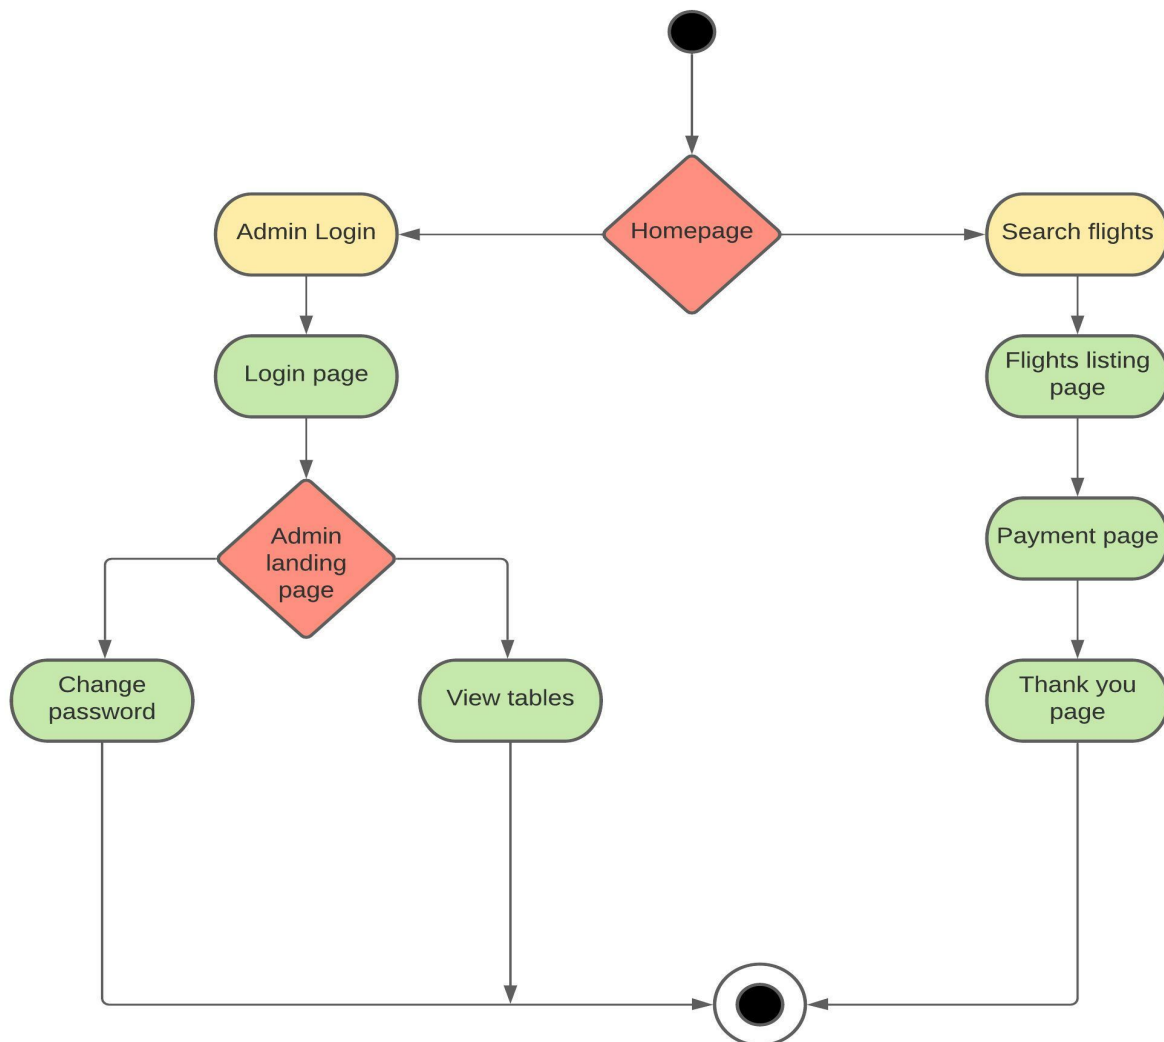 Homepage
Admin Login
Search flights
Login page
Flights listing
page
Admin
landing
page
Payment page
Change
password
View tables
Thank you
page